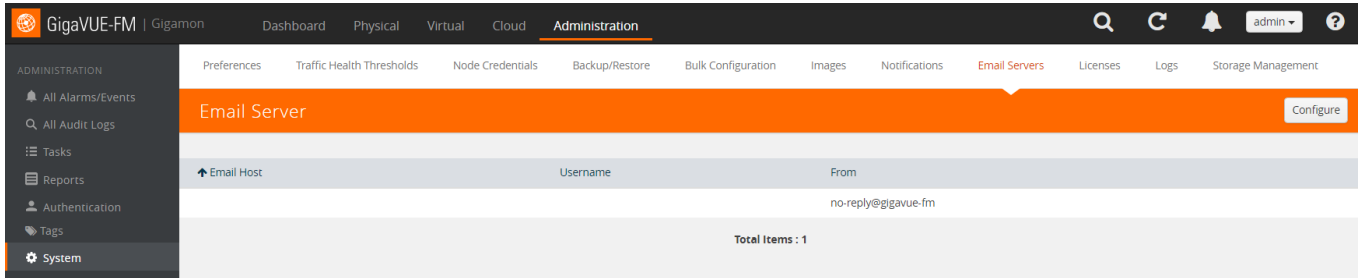 GigaVUE-FM | Gigamon Dashboard Physical Virtual Cloud Administration admin
ADMINISTRATION Preferences Traffic Health Thresholds Node Credentials Backup/Restore Bulk Configuration Images Notifications Email Servers Licenses Logs Storage Management
All Alarms/Events
Email Server Configure
All Audit Logs
Tasks
Email Host Username From
Reports
no-reply@gigavue-fm
Authentication
Tags
Total Items : 1
System